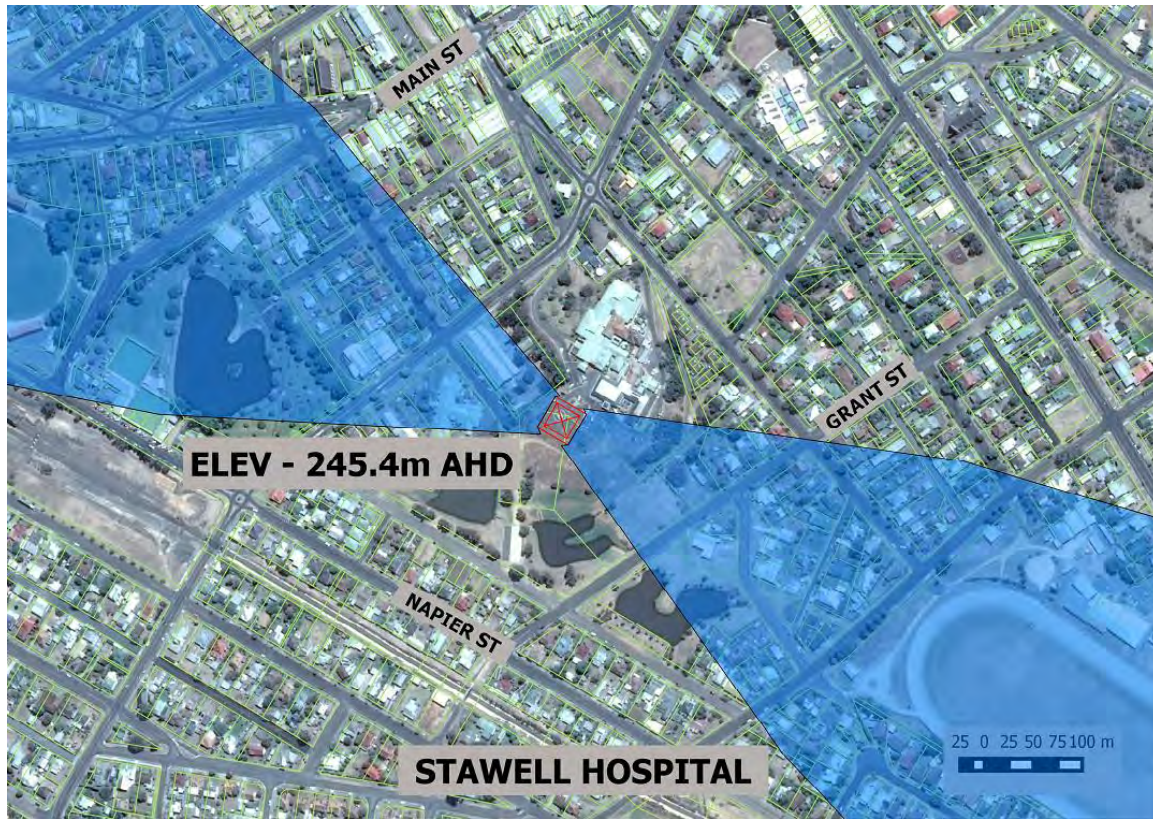 MAIN ST
GRANT ST
ELEV - 245.4m AHD
NAPIER ST
25 0 25 50 75 100 m
STAWELL HOSPITAL